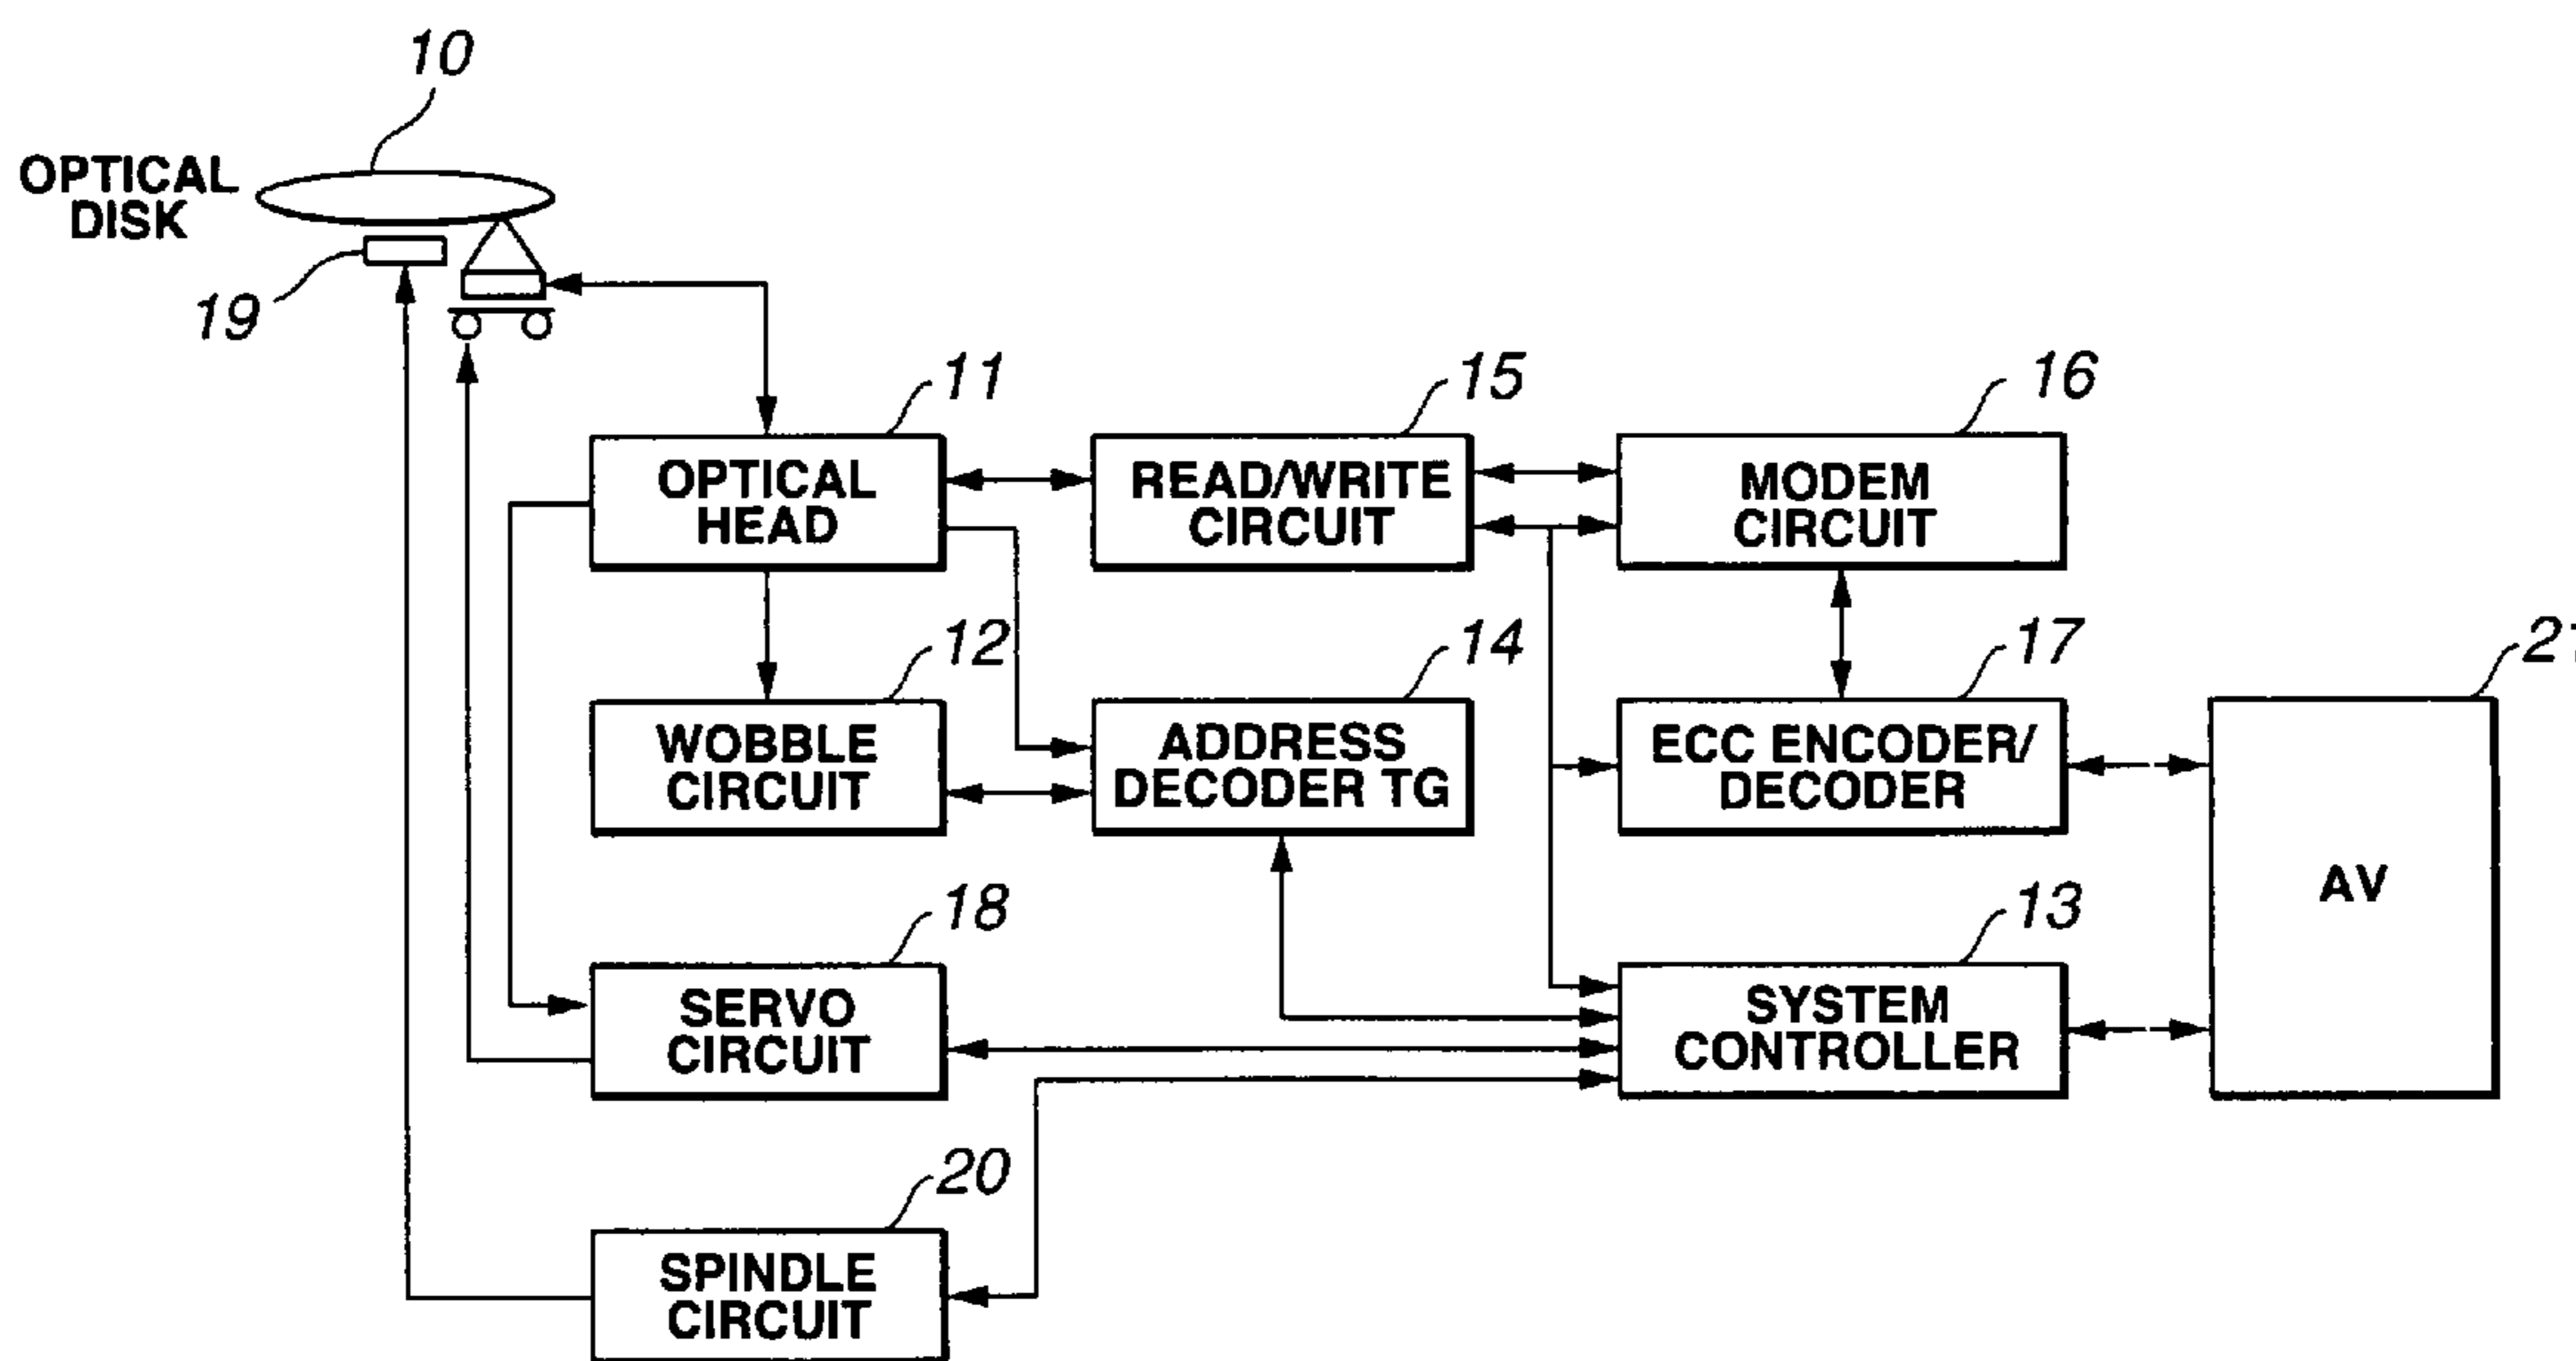 10
OPTICAL
DISK
19
11
15
16
OPTICAL
HEAD
READ/WRITE
CIRCUIT
MODEM
CIRCUIT
12
14
17
WOBBLE
CIRCUIT
ADDRESS
DECODER TG
ECC ENCODER/
DECODER
21
AV
18
13
SERVO
CIRCUIT
SYSTEM
CONTROLLER
20
SPINDLE
CIRCUIT